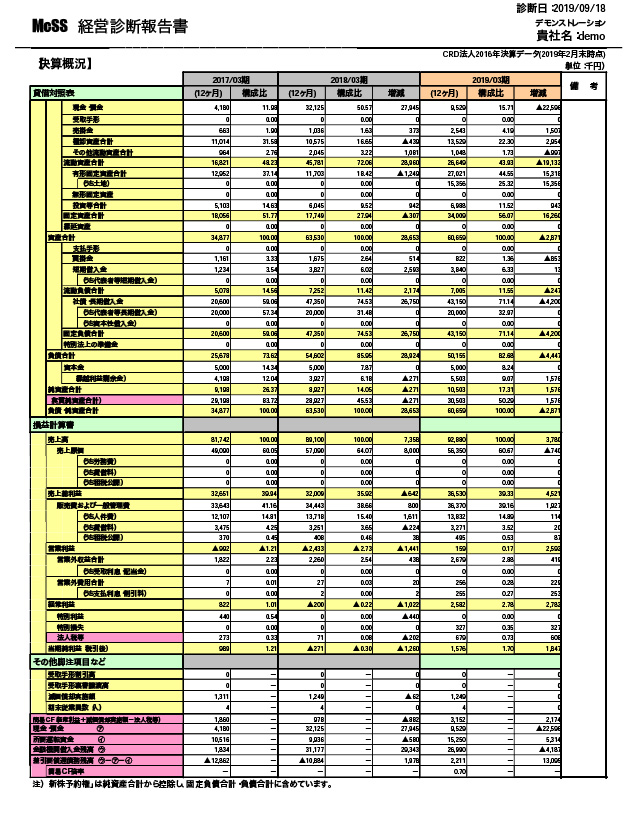 診断日：2019/09/18
McSS 経営診断報告書
デモンストレーション
貴社名：demo
CRD法人2016年決算データ(2019年2月末時点)
【決算概況】
単位：千円)
2017/03期 2018/03期 2019/03期 備 考
貸借対照表 (12ヶ月) 構成比 (12ヶ月) 構成比 増減 (12ヶ月) 構成比 増減
現金・預金 4,180 11.98 32,125 50.57 27,945 9,529 15.71 ▲22,596
受取手形 0 0.00 0 0.00 0 0 0.00 0
売掛金 663 1.90 1,036 1.63 373 2,543 4.19 1,507
棚卸資産合計 11,014 31.58 10,575 16.65 ▲439 13,529 22.30 2,954
その他流動資産合計 964 2.76 2,045 3.22 1,081 1,048 1.73 ▲997
流動資産合計 16,821 48.23 45,781 72.06 28,960 26,649 43.93 ▲19,132
有形固定資産合計 12,952 37.14 11,703 18.42 ▲1,249 27,021 44.55 15,318
(うち土地) 0 0.00 0 0.00 0 15,356 25.32 15,356
無形固定資産 0 0.00 0 0.00 0 0 0.00 0
投資等合計 5,103 14.63 6,045 9.52 942 6,988 11.52 943
固定資産合計 18,056 51.77 17,749 27.94 ▲307 34,009 56.07 16,260
繰延資産 0 0.00 0 0.00 0 0 0.00 0
資産合計 34,877 100.00 63,530 100.00 28,653 60,659 100.00 ▲2,871
支払手形 0 0.00 0 0.00 0 0 0.00 0
買掛金 1,161 3.33 1,675 2.64 514 822 1.36 ▲853
短期借入金 1,234 3.54 3,827 6.02 2,593 3,840 6.33 13
(うち代表者等短期借入金) 0 0.00 0 0.00 0 0 0.00 0
流動負債合計 5,078 14.56 7,252 11.42 2,174 7,005 11.55 ▲247
社債・長期借入金 20,600 59.06 47,350 74.53 26,750 43,150 71.14 ▲4,200
(うち代表者等長期借入金) 20,000 57.34 20,000 31.48 0 20,000 32.97 0
(うち資本性借入金) 0 0.00 0 0.00 0 0 0.00 0
固定負債合計 20,600 59.06 47,350 74.53 26,750 43,150 71.14 ▲4,200
特別法上の準備金 0 0.00 0 0.00 0 0 0.00 0
負債合計 25,678 73.62 54,602 85.95 28,924 50,155 82.68 ▲4,447
資本金 5,000 14.34 5,000 7.87 0 5,000 8.24 0
(繰越利益剰余金) 4,198 12.04 3,927 6.18 ▲271 5,503 9.07 1,576
純資産合計 9,198 26.37 8,927 14.05 ▲271 10,503 17.31 1,576
(実質純資産合計) 29,198 83.72 28,927 45.53 ▲271 30,503 50.29 1,576
負債・純資産合計 34,877 100.00 63,530 100.00 28,653 60,659 100.00 ▲2,871
損益計算書
売上高 81,742 100.00 89,100 100.00 7,358 92,880 100.00 3,780
売上原価 49,090 60.05 57,090 64.07 8,000 56,350 60.67 ▲740
(うち労務費) 0 0.00 0 0.00 0 0 0.00 0
(うち賃借料) 0 0.00 0 0.00 0 0 0.00 0
(うち租税公課) 0 0.00 0 0.00 0 0 0.00 0
売上総利益 32,651 39.94 32,009 35.92 ▲642 36,530 39.33 4,521
販売費および一般管理費 33,643 41.16 34,443 38.66 800 36,370 39.16 1,927
(うち人件費) 12,107 14.81 13,718 15.40 1,611 13,832 14.89 114
(うち賃借料) 3,475 4.25 3,251 3.65 ▲224 3,271 3.52 20
(うち租税公課) 370 0.45 408 0.46 38 495 0.53 87
営業利益 ▲992 ▲1.21 ▲2,433 ▲2.73 ▲1,441 159 0.17 2,593
営業外収益合計 1,822 2.23 2,260 2.54 438 2,679 2.88 419
(うち受取利息・配当金) 0 0.00 0 0.00 0 0 0.00 0
営業外費用合計 7 0.01 27 0.03 20 256 0.28 229
(うち支払利息・割引料) 0 0.00 2 0.00 2 255 0.27 253
経常利益 822 1.01 ▲200 ▲0.22 ▲1,022 2,582 2.78 2,782
特別利益 440 0.54 0 0.00 ▲440 0 0.00 0
特別損失 0 0.00 0 0.00 0 327 0.35 327
法人税等 273 0.33 71 0.08 ▲202 679 0.73 608
当期純利益(税引後) 989 1.21 ▲271 ▲0.30 ▲1,260 1,576 1.70 1,847
その他脚注項目など
受取手形割引高 0 － 0 － 0 0 － 0
受取手形裏書譲渡高 0 － 0 － 0 0 － 0
減価償却実施額 1,311 － 1,249 － ▲62 1,249 － 0
期末従業員数(人) 4 － 4 － 0 4 － 0
簡易CF(経常利益＋減価償却実施額－法人税等) 1,860 － 978 － ▲882 3,152 － 2,174
現金・預金 ㋐ 4,180 － 32,125 － 27,945 9,529 － ▲22,596
所要運転資金 ㋑ 10,516 － 9,936 － ▲580 15,250 － 5,314
金融機関借入金残高 ㋒ 1,834 － 31,177 － 29,343 26,990 － ▲4,187
差引要償還債務残高 ㋒－㋐－㋑ ▲12,862 － ▲10,884 － 1,978 2,211 － 13,095
簡易CF倍率 － － － － － 0.70 － －
注）「新株予約権」は純資産合計から控除し、固定負債合計・負債合計に含めています。